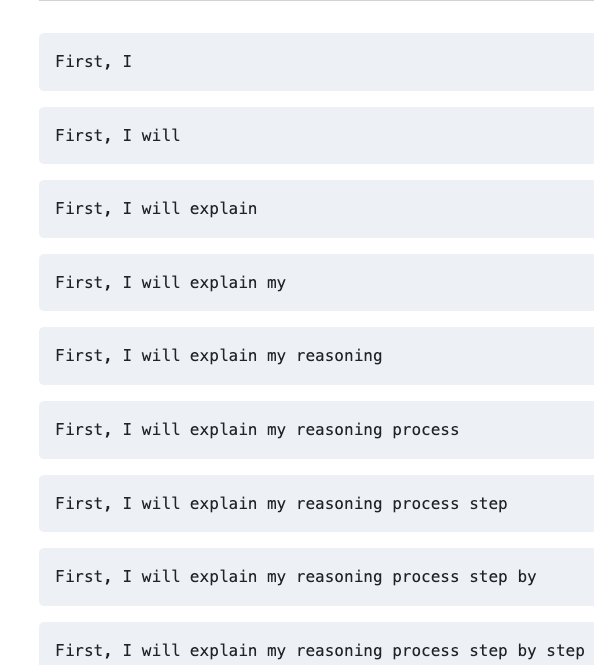 First, I
First, I will
First, I will explain
First, I will explain my
First, I will explain my reasoning
First, I will explain my reasoning process
First, I will explain my reasoning process step
First, I will explain my reasoning process step by
First, I will explain my reasoning process step by step